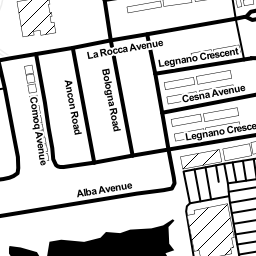 La Rocca Avenue
Legnano Crescent
Cesna Avenue
Comoq Avenue
Ancon Road
Bologna Road
Legnano Cresce
Alba Avenue